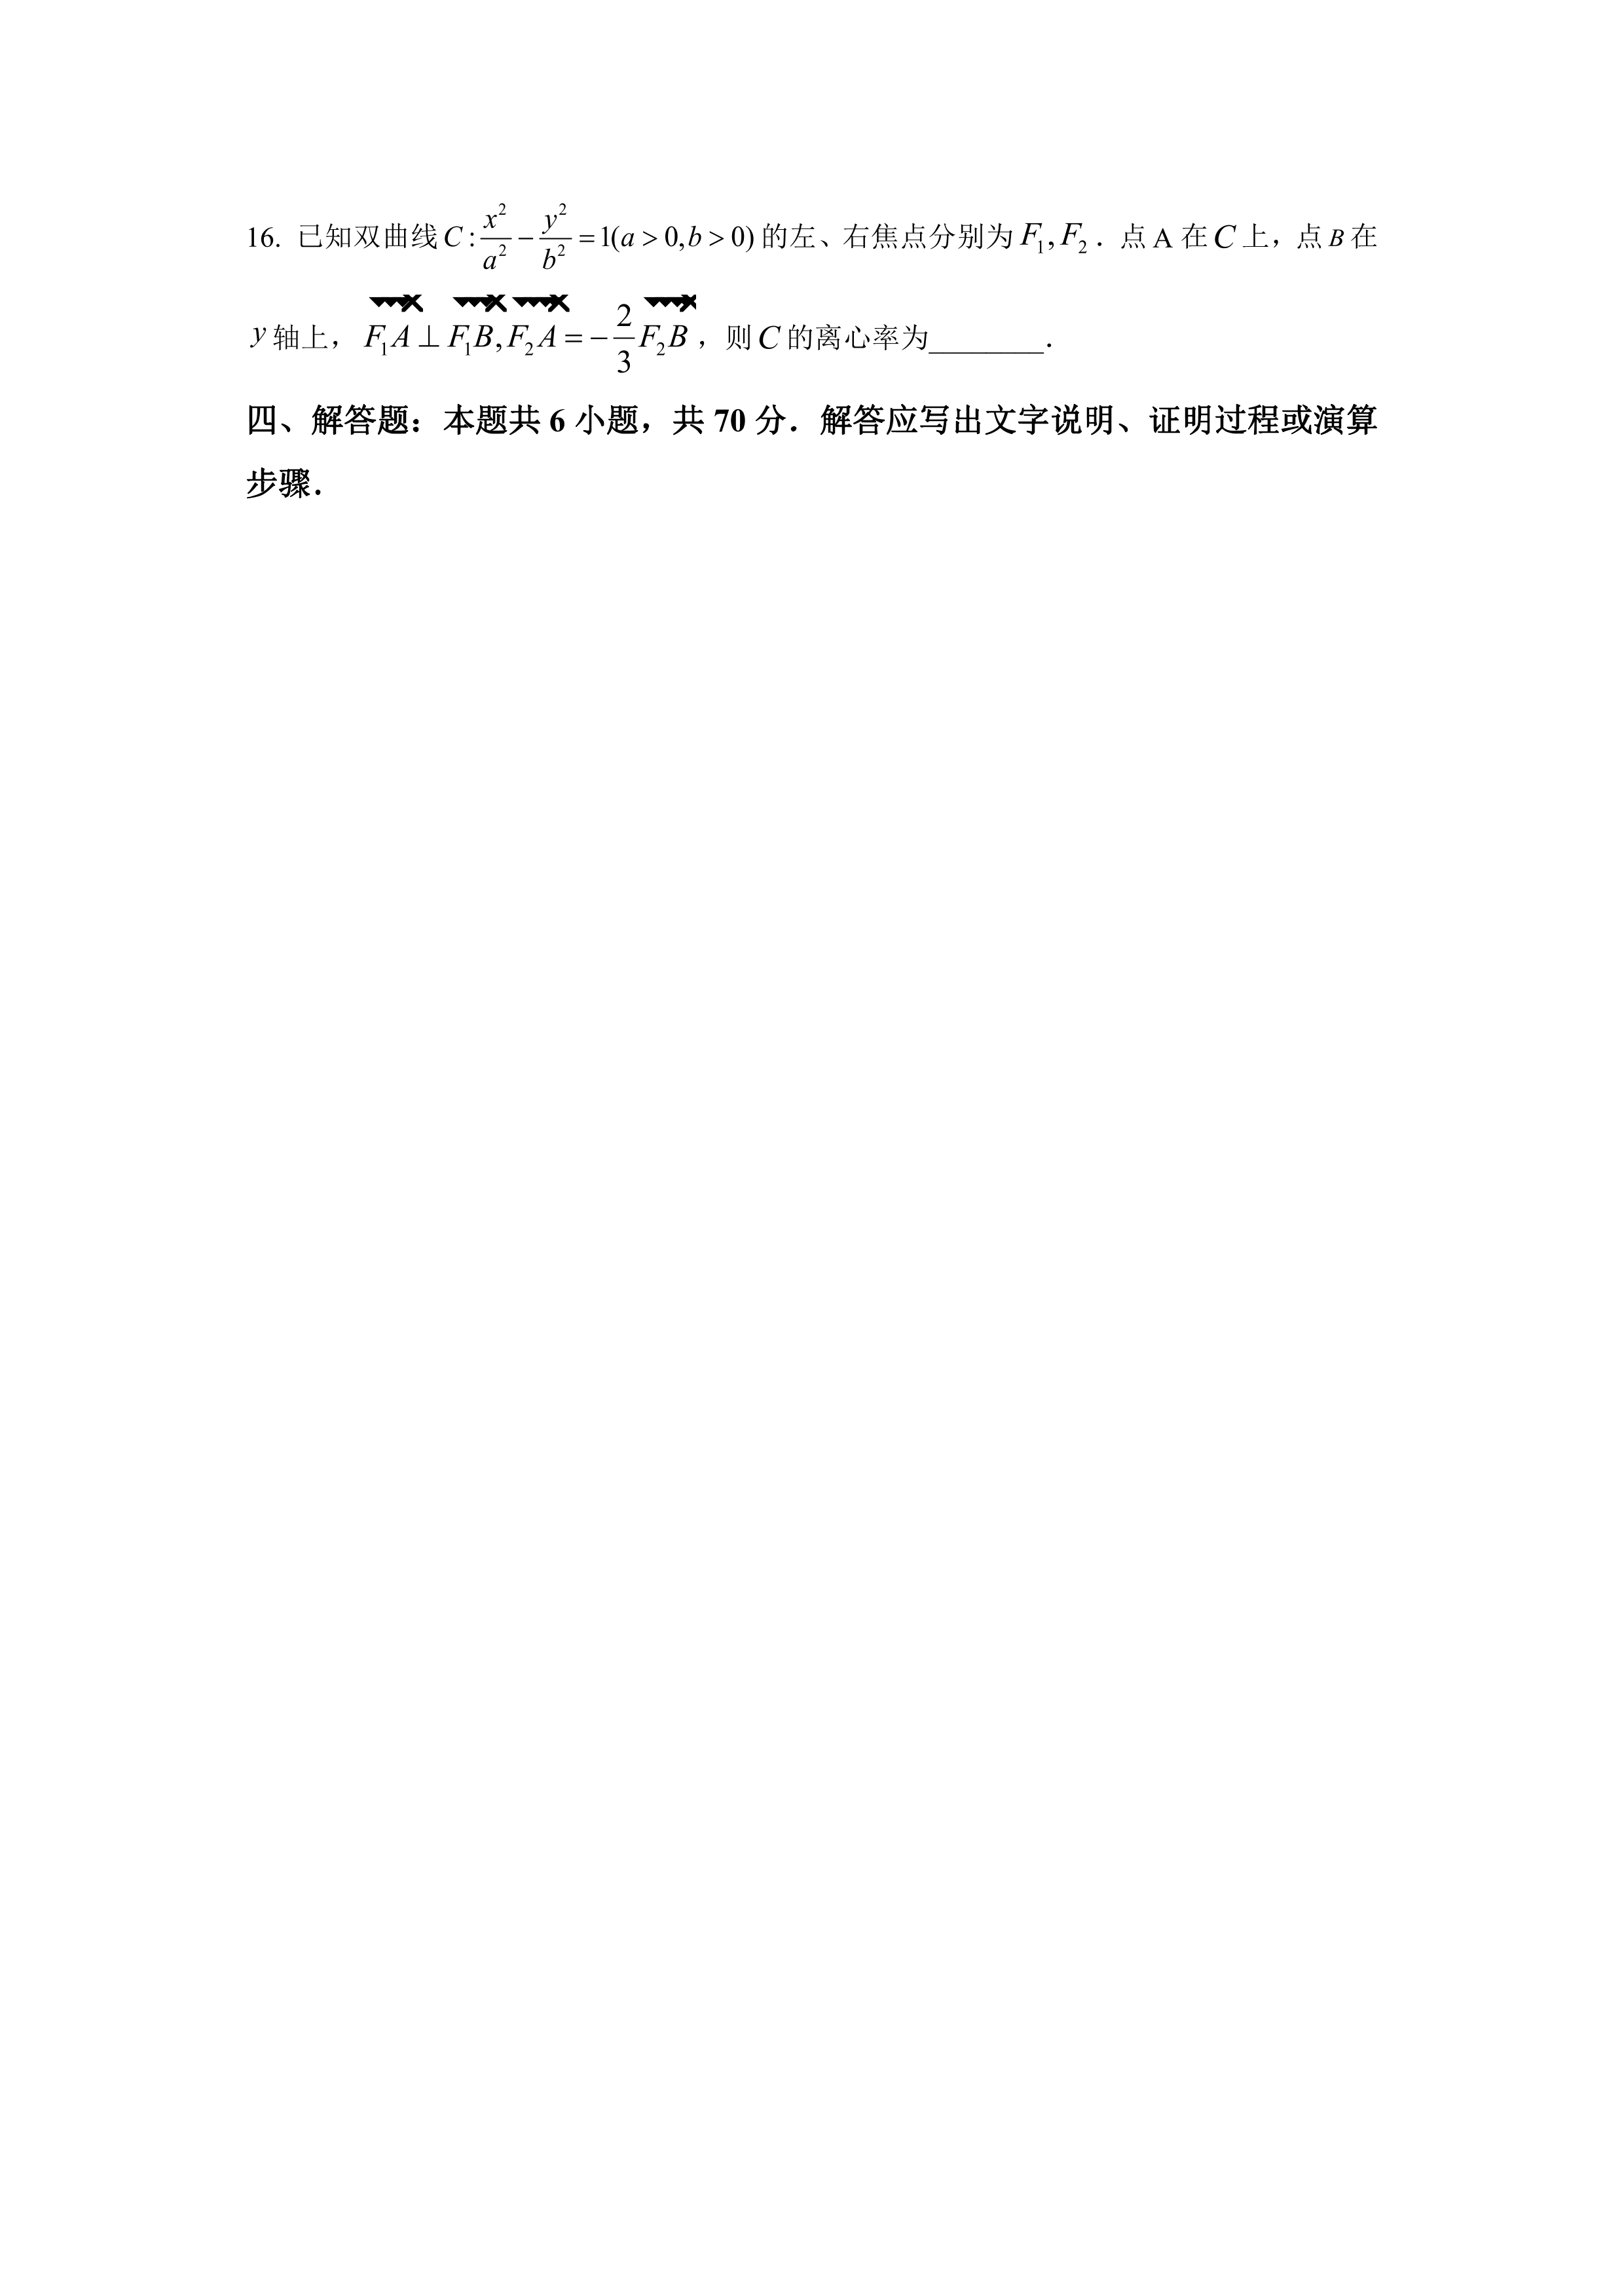 16. 已知双曲线 $C:\frac{x^2}{a^2}-\frac{y^2}{b^2}=1(a>0,b>0)$ 的左、右焦点分别为 $F_1,F_2$．点 A 在 $C$ 上，点 $B$ 在
$y$ 轴上， $\overrightarrow{F_1A}\perp\overrightarrow{F_1B},\overrightarrow{F_2A}=-\frac{2}{3}\overrightarrow{F_2B}$，则 $C$ 的离心率为________．
四、解答题：本题共 6 小题，共 70 分．解答应写出文字说明、证明过程或演算
步骤．